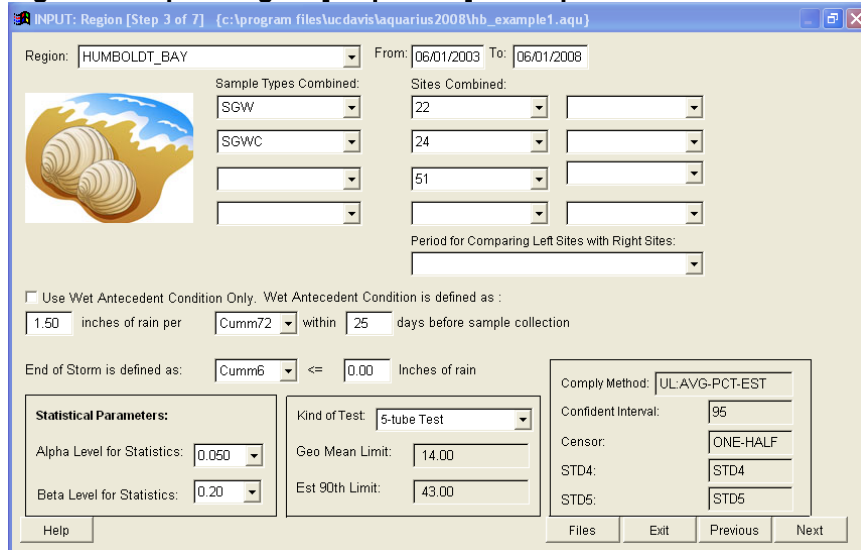 INPUT: Region [Step 3 of 7] {c:\program files\ucdavis\aquarius2008\hb_example1.aqu}
Region: HUMBOLDT_BAY From: 06/01/2003 To: 06/01/2008
Sample Types Combined: Sites Combined:
SGW 22
SGWC 24
51
Period for Comparing Left Sites with Right Sites:
Use Wet Antecedent Condition Only. Wet Antecedent Condition is defined as :
1.50 inches of rain per Cumm72 within 25 days before sample collection
End of Storm is defined as: Cumm6 <= 0.00 Inches of rain
Statistical Parameters:
Alpha Level for Statistics: 0.050
Beta Level for Statistics: 0.20
Kind of Test: 5-tube Test
Geo Mean Limit: 14.00
Est 90th Limit: 43.00
Comply Method: UL:AVG-PCT-EST
Confident Interval: 95
Censor: ONE-HALF
STD4: STD4
STD5: STD5
Help Files Exit Previous Next